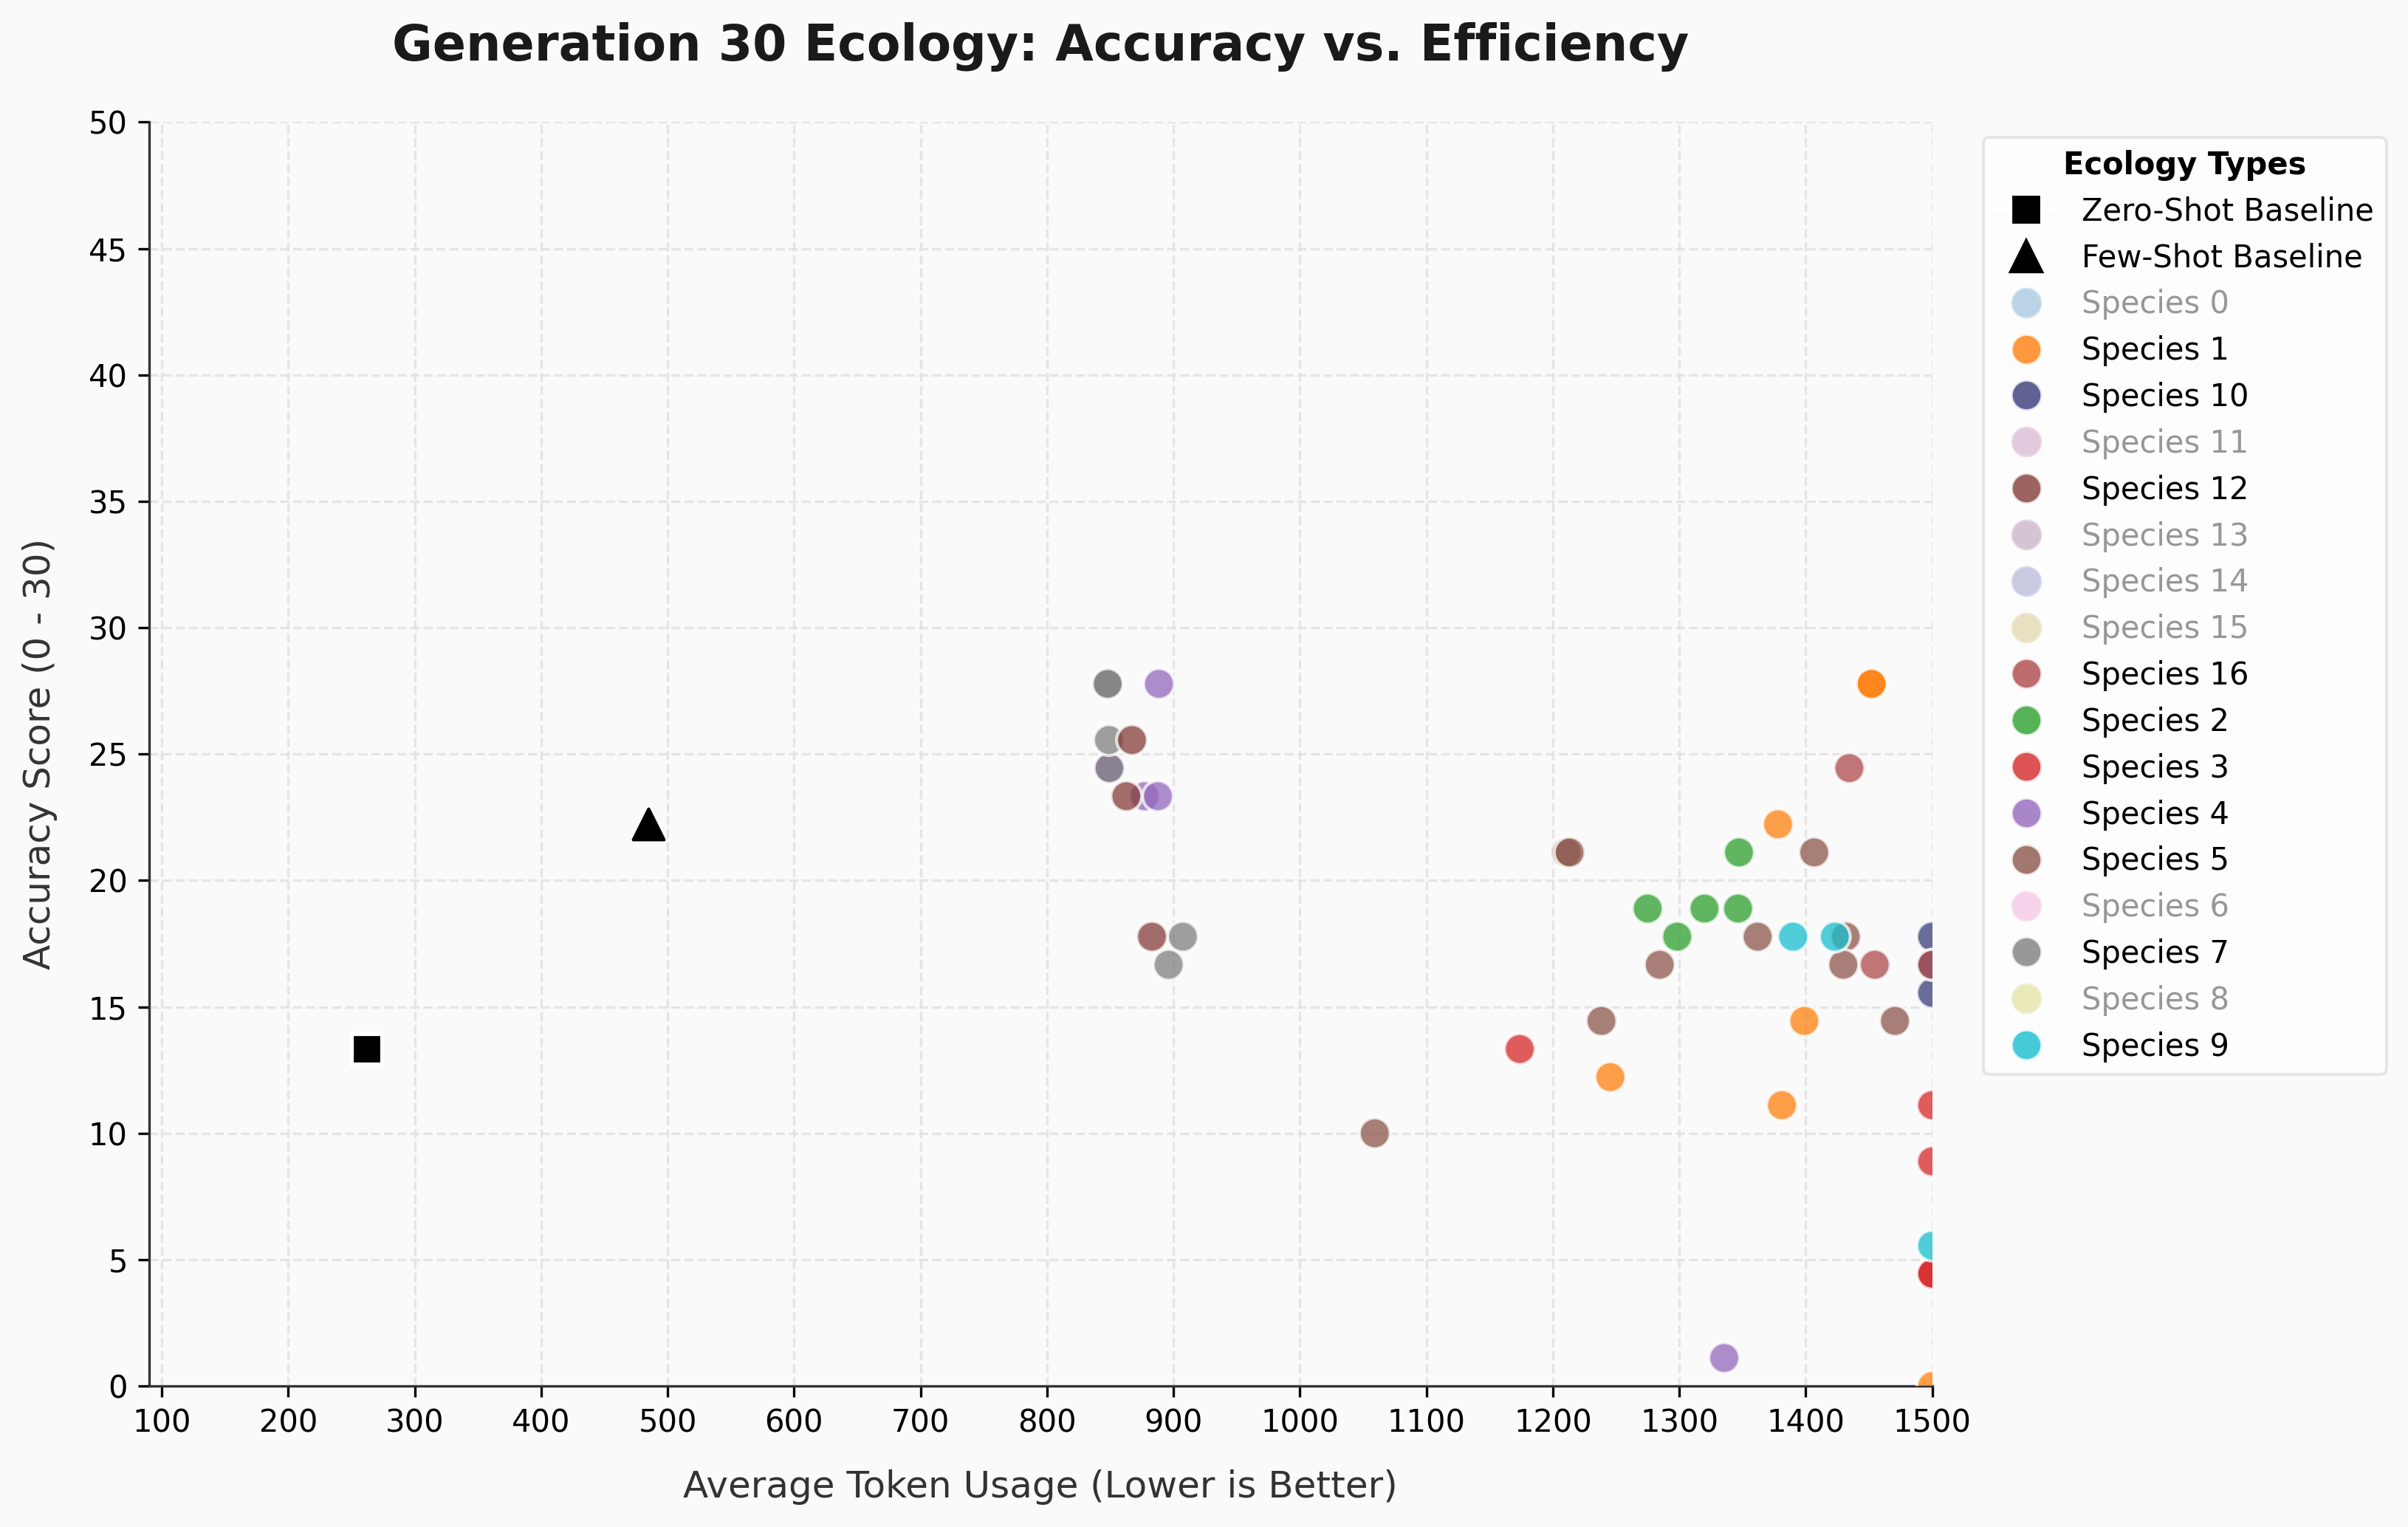 Generation 30 Ecology: Accuracy vs. Efficiency
50
45
40
35
30
25
20
15
10
5
0
Accuracy Score (0 - 30)
100 200 300 400 500 600 700 800 900 1000 1100 1200 1300 1400 1500
Average Token Usage (Lower is Better)
Ecology Types
Zero-Shot Baseline
Few-Shot Baseline
Species 0
Species 1
Species 10
Species 11
Species 12
Species 13
Species 14
Species 15
Species 16
Species 2
Species 3
Species 4
Species 5
Species 6
Species 7
Species 8
Species 9